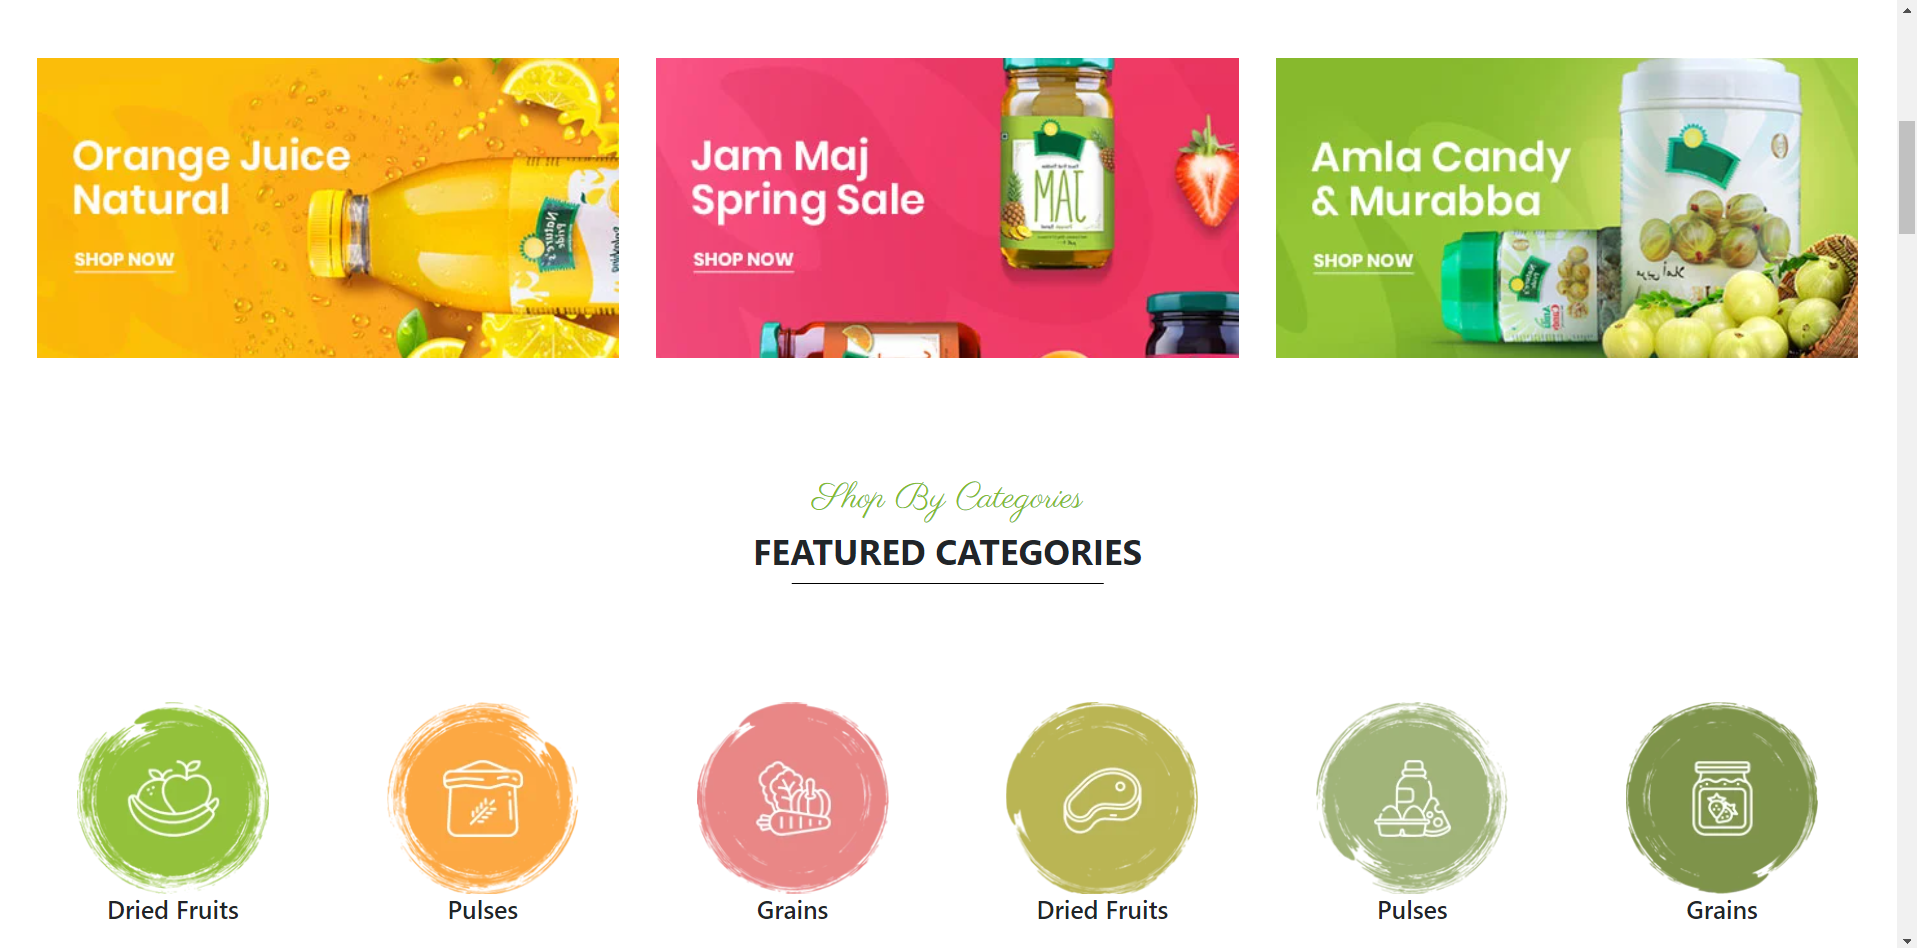 Orange Juice
Natural
SHOP NOW
Jam Maj
Spring Sale
SHOP NOW
JAM
Amla Candy
& Murabba
SHOP NOW
Shop By Categories
FEATURED CATEGORIES
Dried Fruits
Pulses
Grains
Dried Fruits
Pulses
Grains